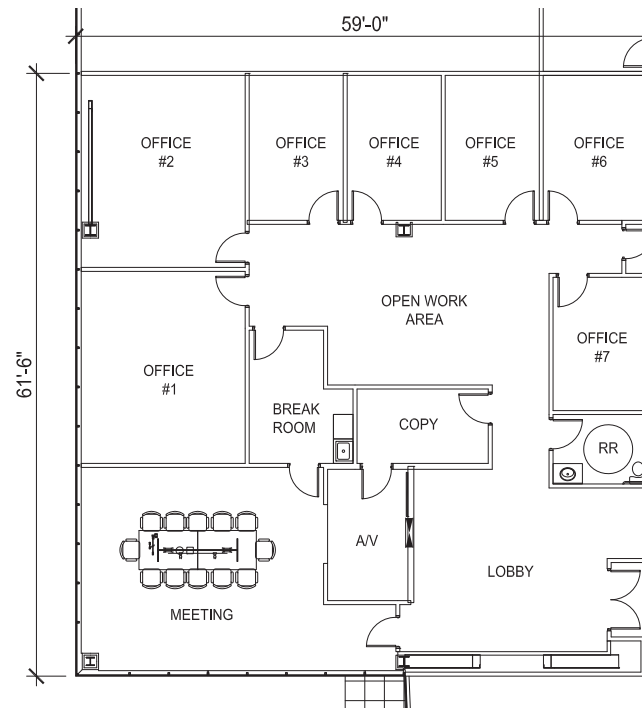 59'-0"
61'-6"
OFFICE
#2
OFFICE
#3
OFFICE
#4
OFFICE
#5
OFFICE
#6
OPEN WORK
AREA
OFFICE
#7
OFFICE
#1
BREAK
ROOM
COPY
RR
A/V
LOBBY
MEETING